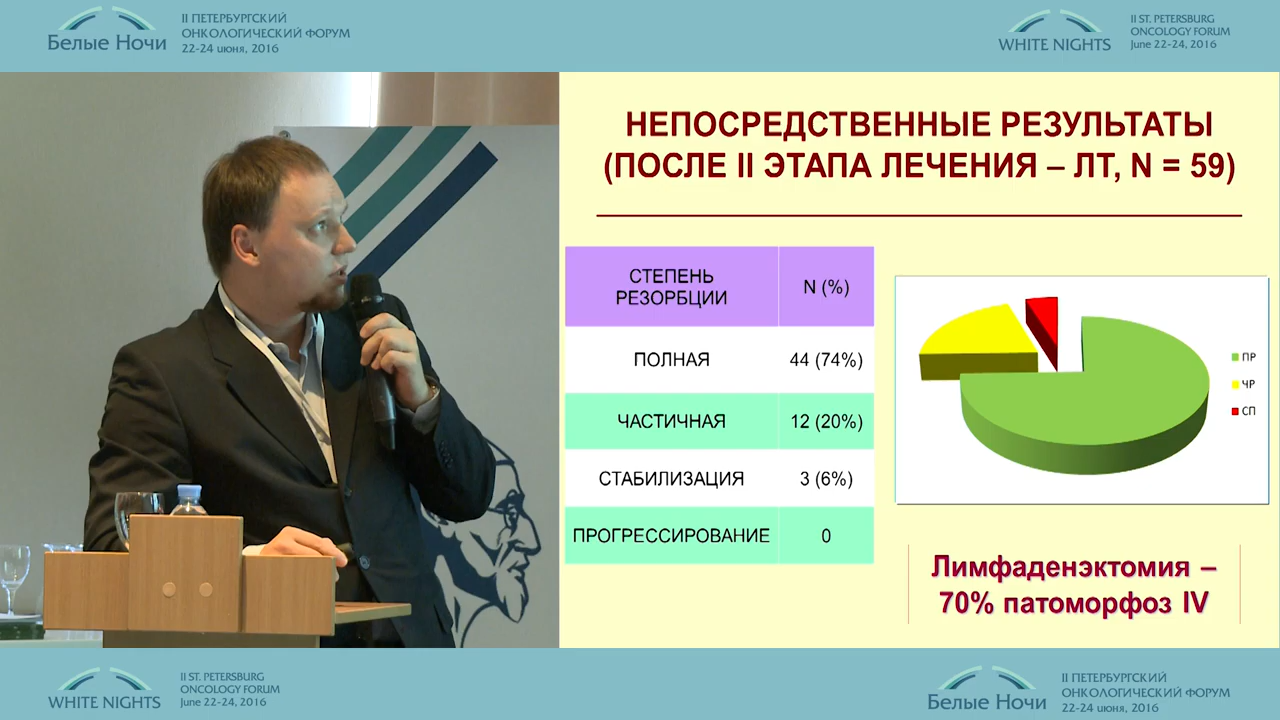 II ПЕТЕРБУРГСКИЙ
ОНКОЛОГИЧЕСКИЙ ФОРУМ
Белые Ночи
22-24 июня, 2016
II ST. PETERSBURG
ONCOLOGY FORUM
WHITE NIGHTS
June 22-24, 2016
НЕПОСРЕДСТВЕННЫЕ РЕЗУЛЬТАТЫ
(ПОСЛЕ II ЭТАПА ЛЕЧЕНИЯ – ЛТ, N = 59)
СТЕПЕНЬ
РЕЗОРБЦИИ
N (%)
ПОЛНАЯ 44 (74%)
ЧАСТИЧНАЯ 12 (20%)
СТАБИЛИЗАЦИЯ 3 (6%)
ПРОГРЕССИРОВАНИЕ 0
ПР
ЧР
СП
Лимфаденэктомия –
70% патоморфоз IV
II ST. PETERSBURG
ONCOLOGY FORUM
WHITE NIGHTS
June 22-24, 2016
II ПЕТЕРБУРГСКИЙ
ОНКОЛОГИЧЕСКИЙ ФОРУМ
Белые Ночи
22-24 июня, 2016